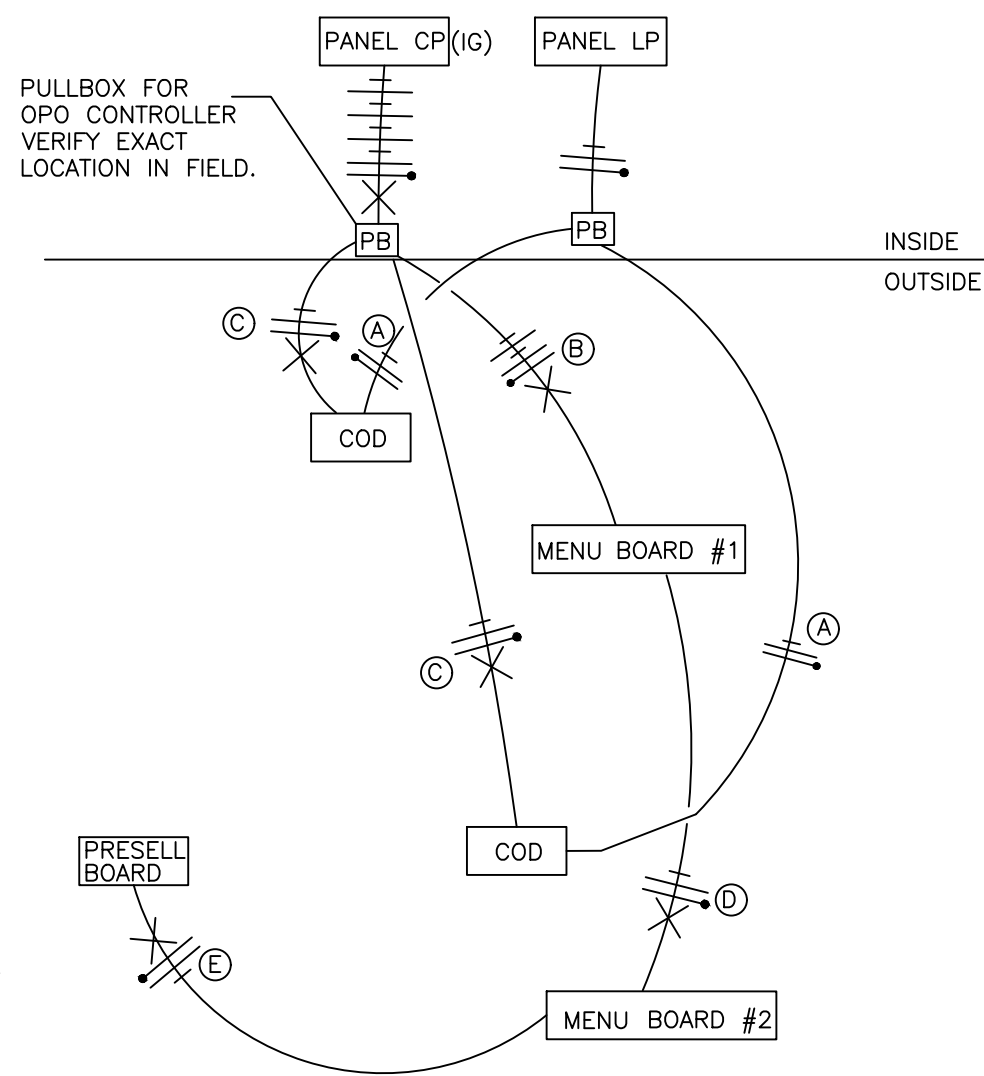 PANEL CP(IG)
PANEL LP
PULLBOX FOR
OPO CONTROLLER
VERIFY EXACT
LOCATION IN FIELD.
PB
PB
INSIDE
OUTSIDE
C
A
B
COD
MENU BOARD #1
A
C
COD
PRESELL
BOARD
D
E
MENU BOARD #2